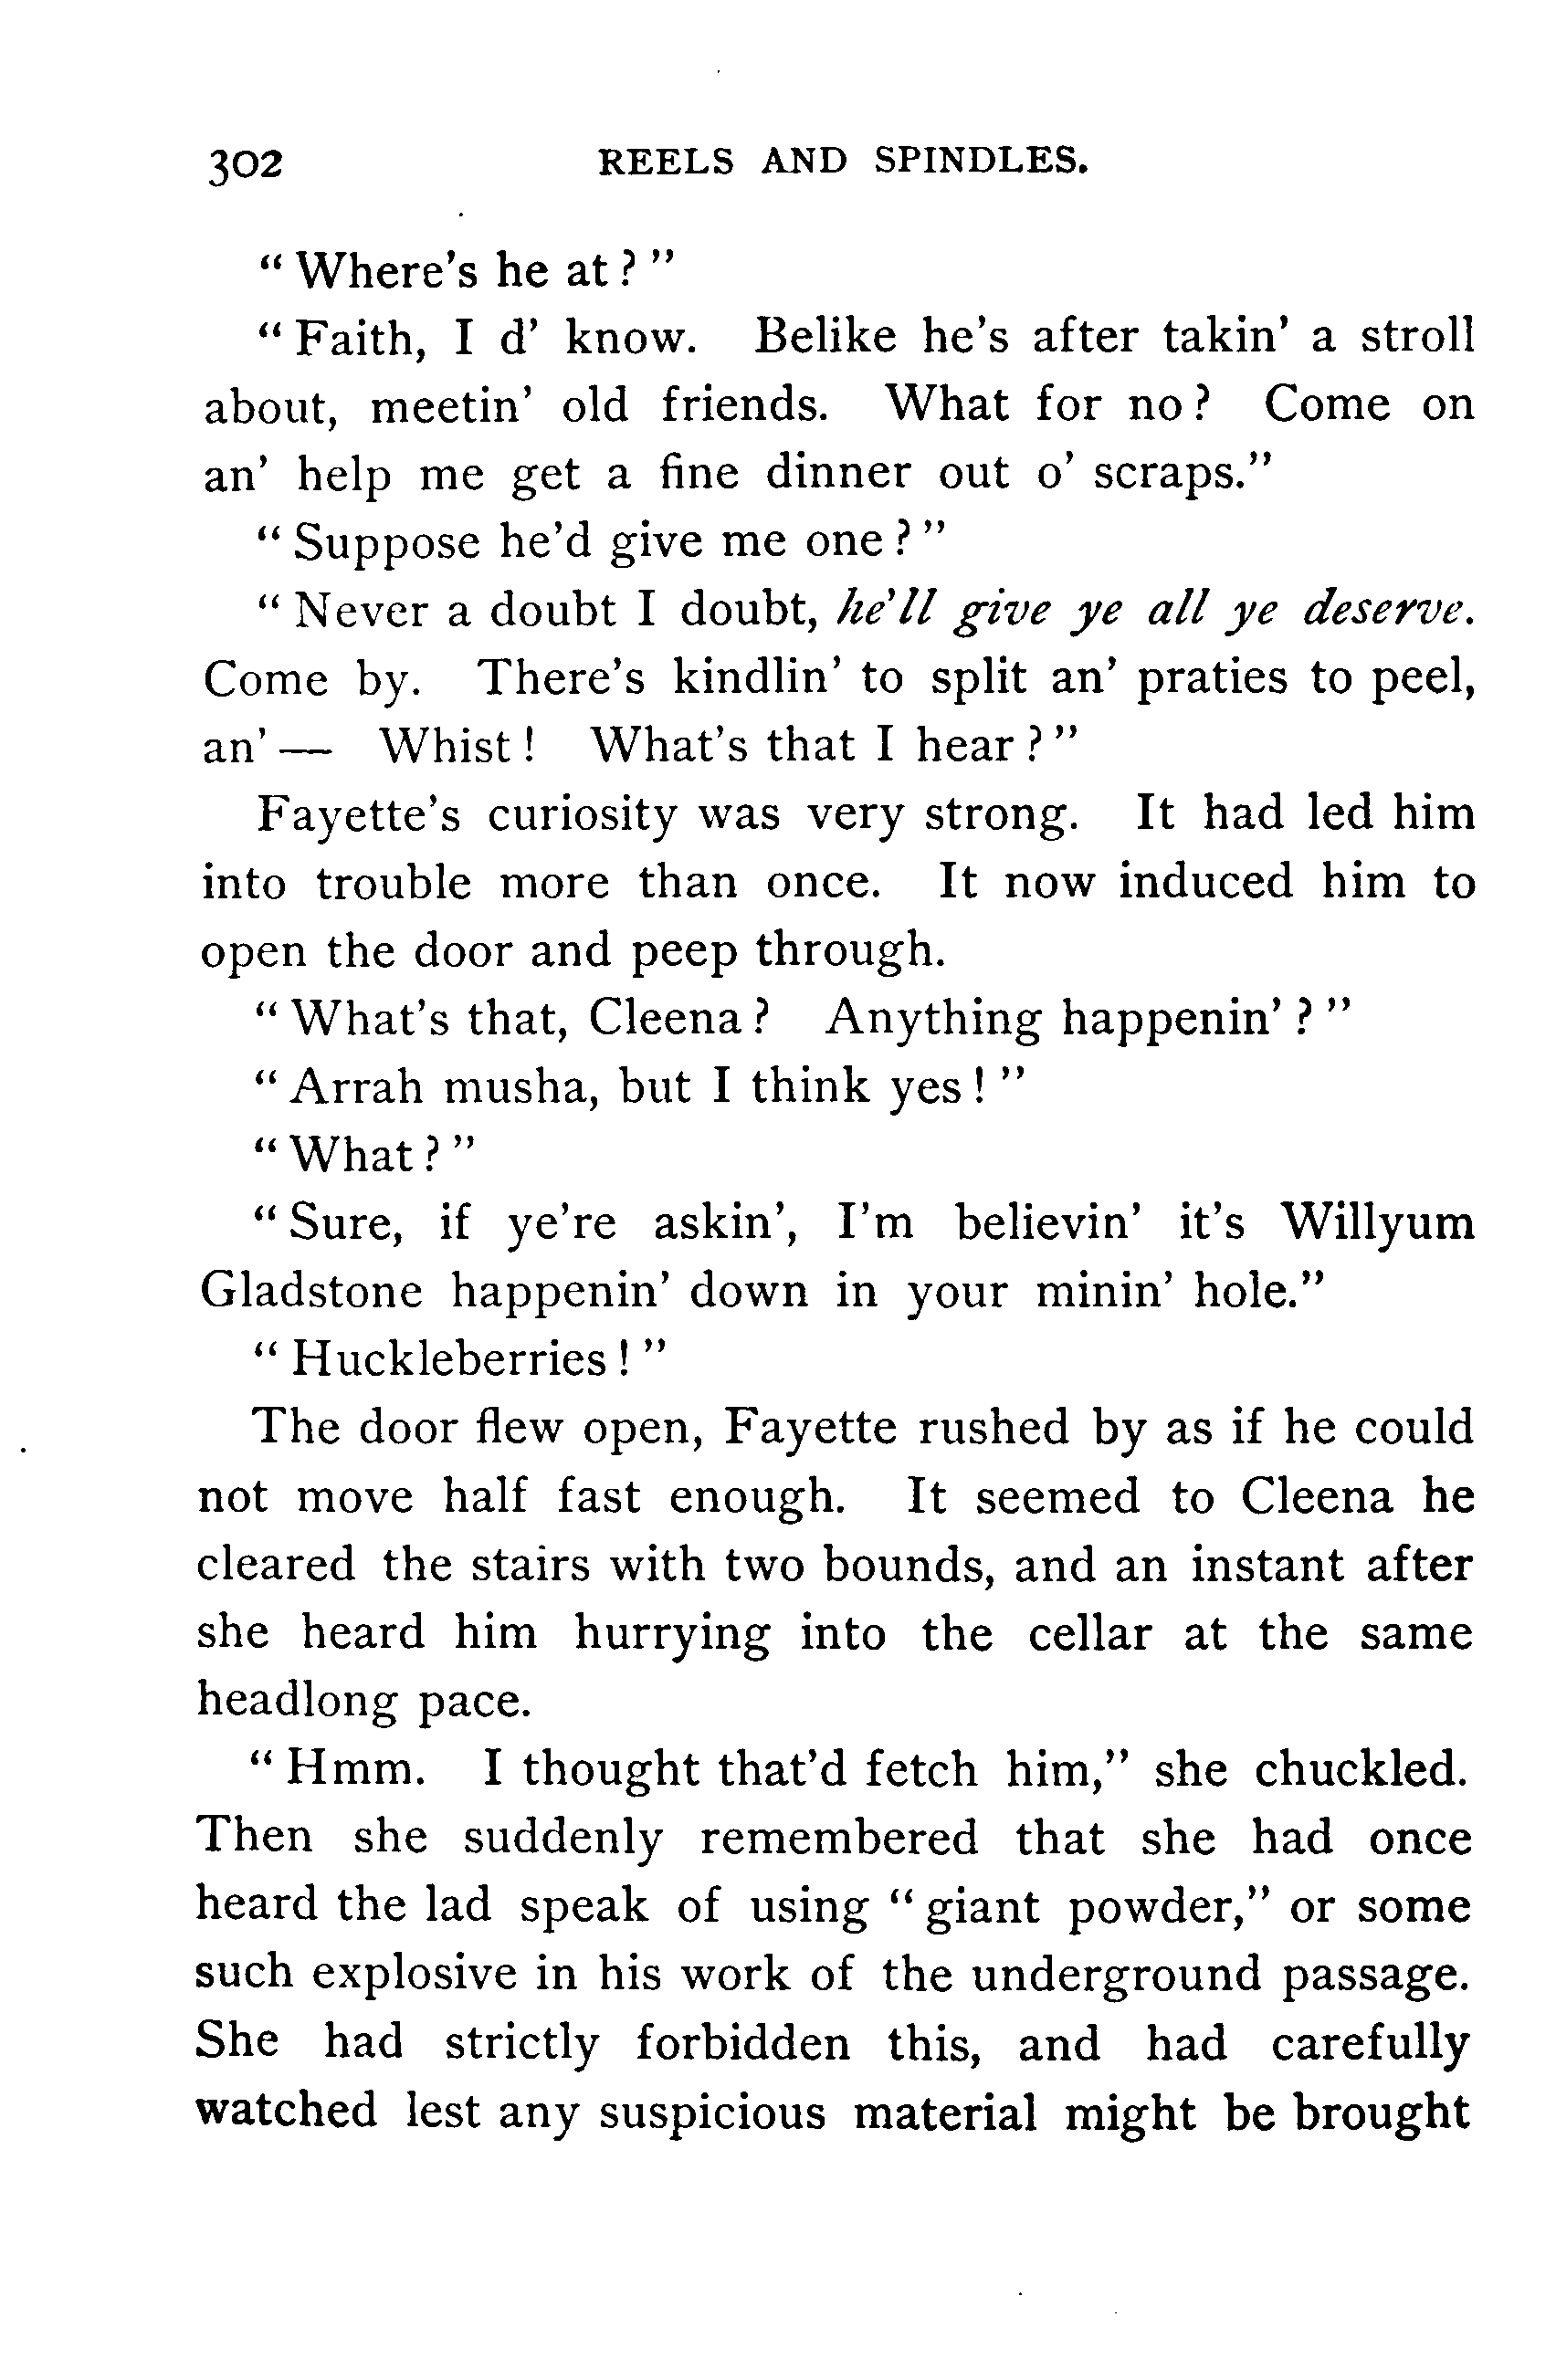 302 REELS AND SPINDLES.
“Where’s he at?”
“Faith, I d’ know. Belike he’s after takin’ a stroll
about, meetin’ old friends. What for no? Come on
an’ help me get a fine dinner out o’ scraps.”
“Suppose he’d give me one?”
“Never a doubt I doubt, he’ll give ye all ye deserve.
Come by. There’s kindlin’ to split an’ praties to peel,
an’— Whist! What’s that I hear?”
Fayette’s curiosity was very strong. It had led him
into trouble more than once. It now induced him to
open the door and peep through.
“What’s that, Cleena? Anything happenin’?”
“Arrah musha, but I think yes!”
“What?”
“Sure, if ye’re askin’, I’m believin’ it’s Willyum
Gladstone happenin’ down in your minin’ hole.”
“Huckleberries!”
The door flew open, Fayette rushed by as if he could
not move half fast enough. It seemed to Cleena he
cleared the stairs with two bounds, and an instant after
she heard him hurrying into the cellar at the same
headlong pace.
“Hmm. I thought that’d fetch him,” she chuckled.
Then she suddenly remembered that she had once
heard the lad speak of using “giant powder,” or some
such explosive in his work of the underground passage.
She had strictly forbidden this, and had carefully
watched lest any suspicious material might be brought